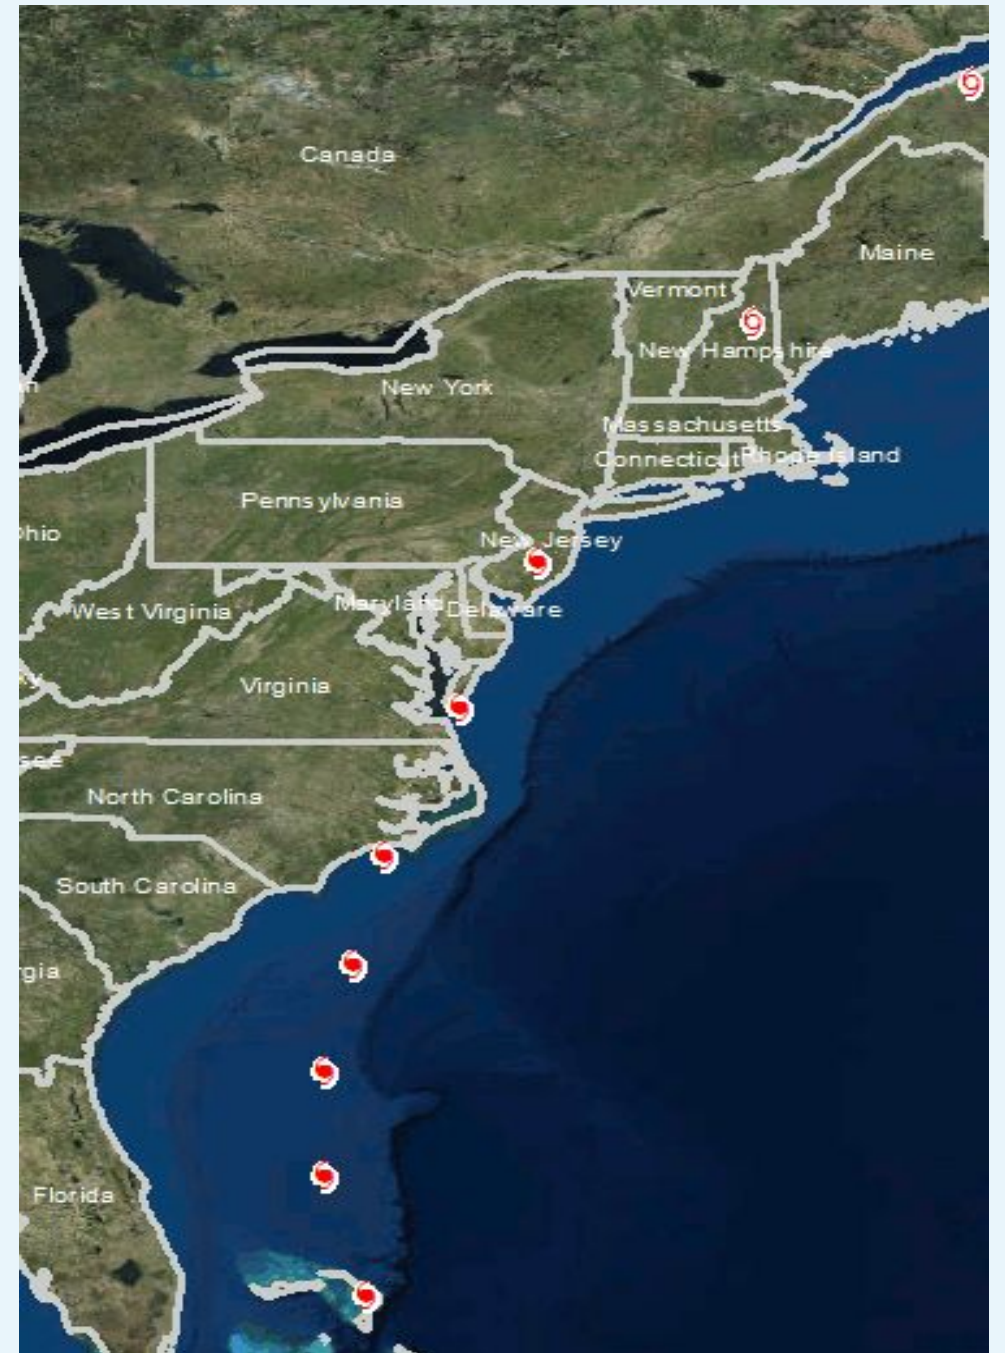 Canada
Maine
Vermont
New Hampshire
New York
Massachusetts
Connecticut
Rhode Island
Pennsylvania
New Jersey
Maryland
Delaware
West Virginia
Virginia
North Carolina
South Carolina
Florida